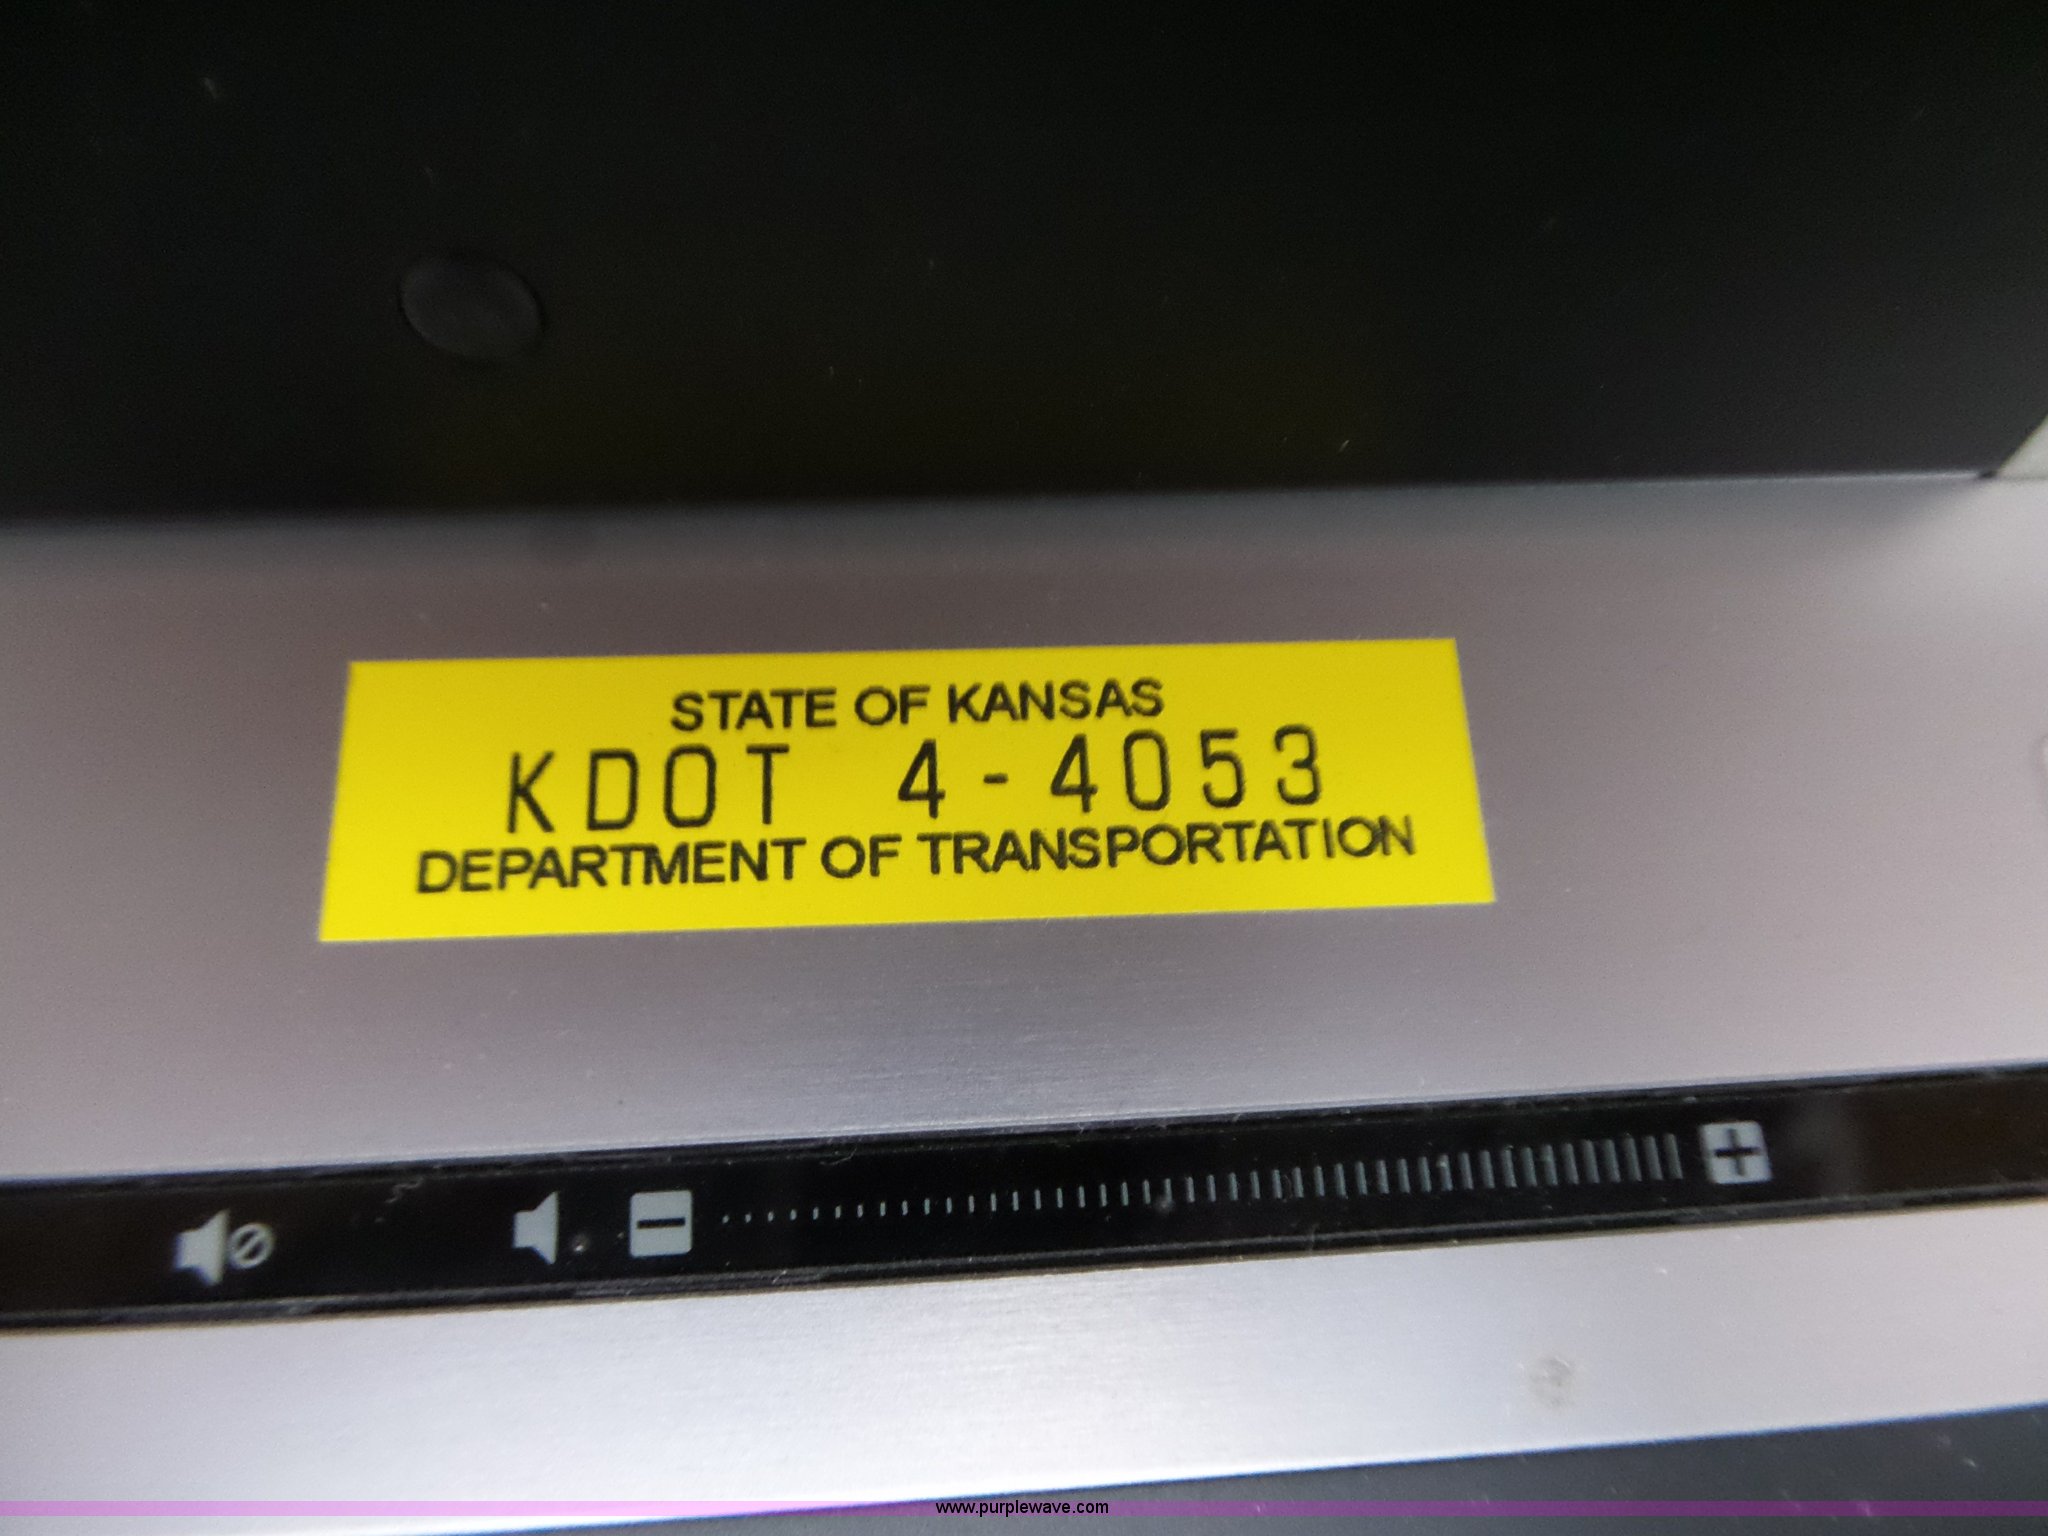 STATE OF KANSAS
KDOT 4-4053
DEPARTMENT OF TRANSPORTATION
www.purplewave.com